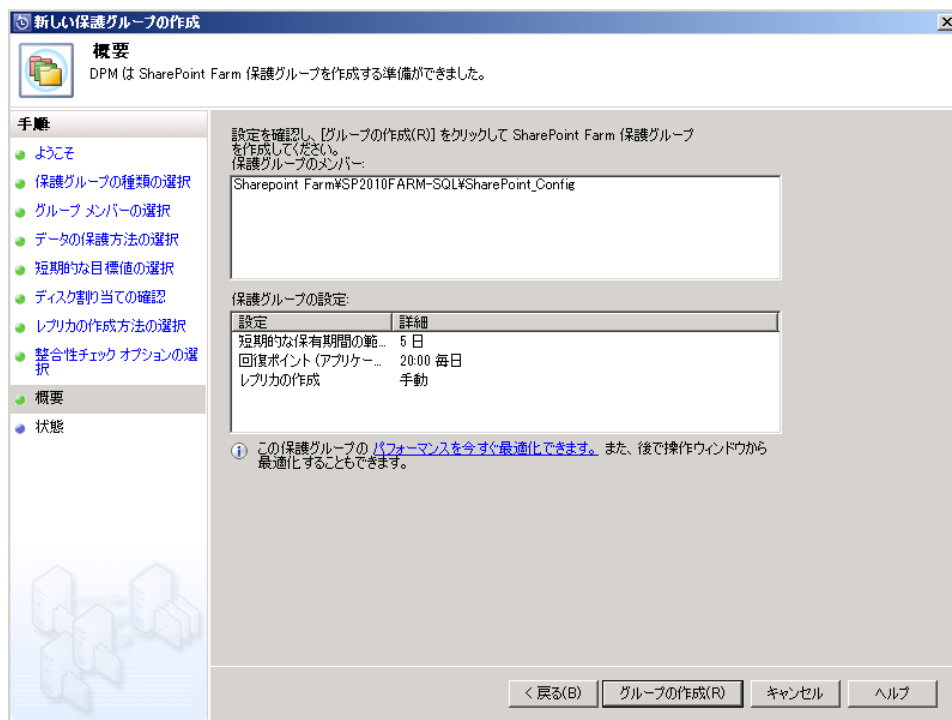 新しい保護グループの作成
概要
DPM は SharePoint Farm 保護グループを作成する準備ができました。
手順
ようこそ
保護グループの種類の選択
グループ メンバーの選択
データの保護方法の選択
短期的な目標値の選択
ディスク割り当ての確認
レプリカの作成方法の選択
整合性チェック オプションの選
択
概要
状態
設定を確認し、[グループの作成(R)] をクリックして SharePoint Farm 保護グループ
を作成してください。
保護グループのメンバー:
Sharepoint Farm¥SP2010FARM-SQL¥SharePoint_Config
保護グループの設定:
設定 詳細
短期的な保有期間の範... 5 日
回復ポイント (アプリケー... 20:00 毎日
レプリカの作成 手動
この保護グループの パフォーマンスを今すぐ最適化できます。 また、後で操作ウィンドウから
最適化することもできます。
< 戻る(B) グループの作成(R) キャンセル ヘルプ